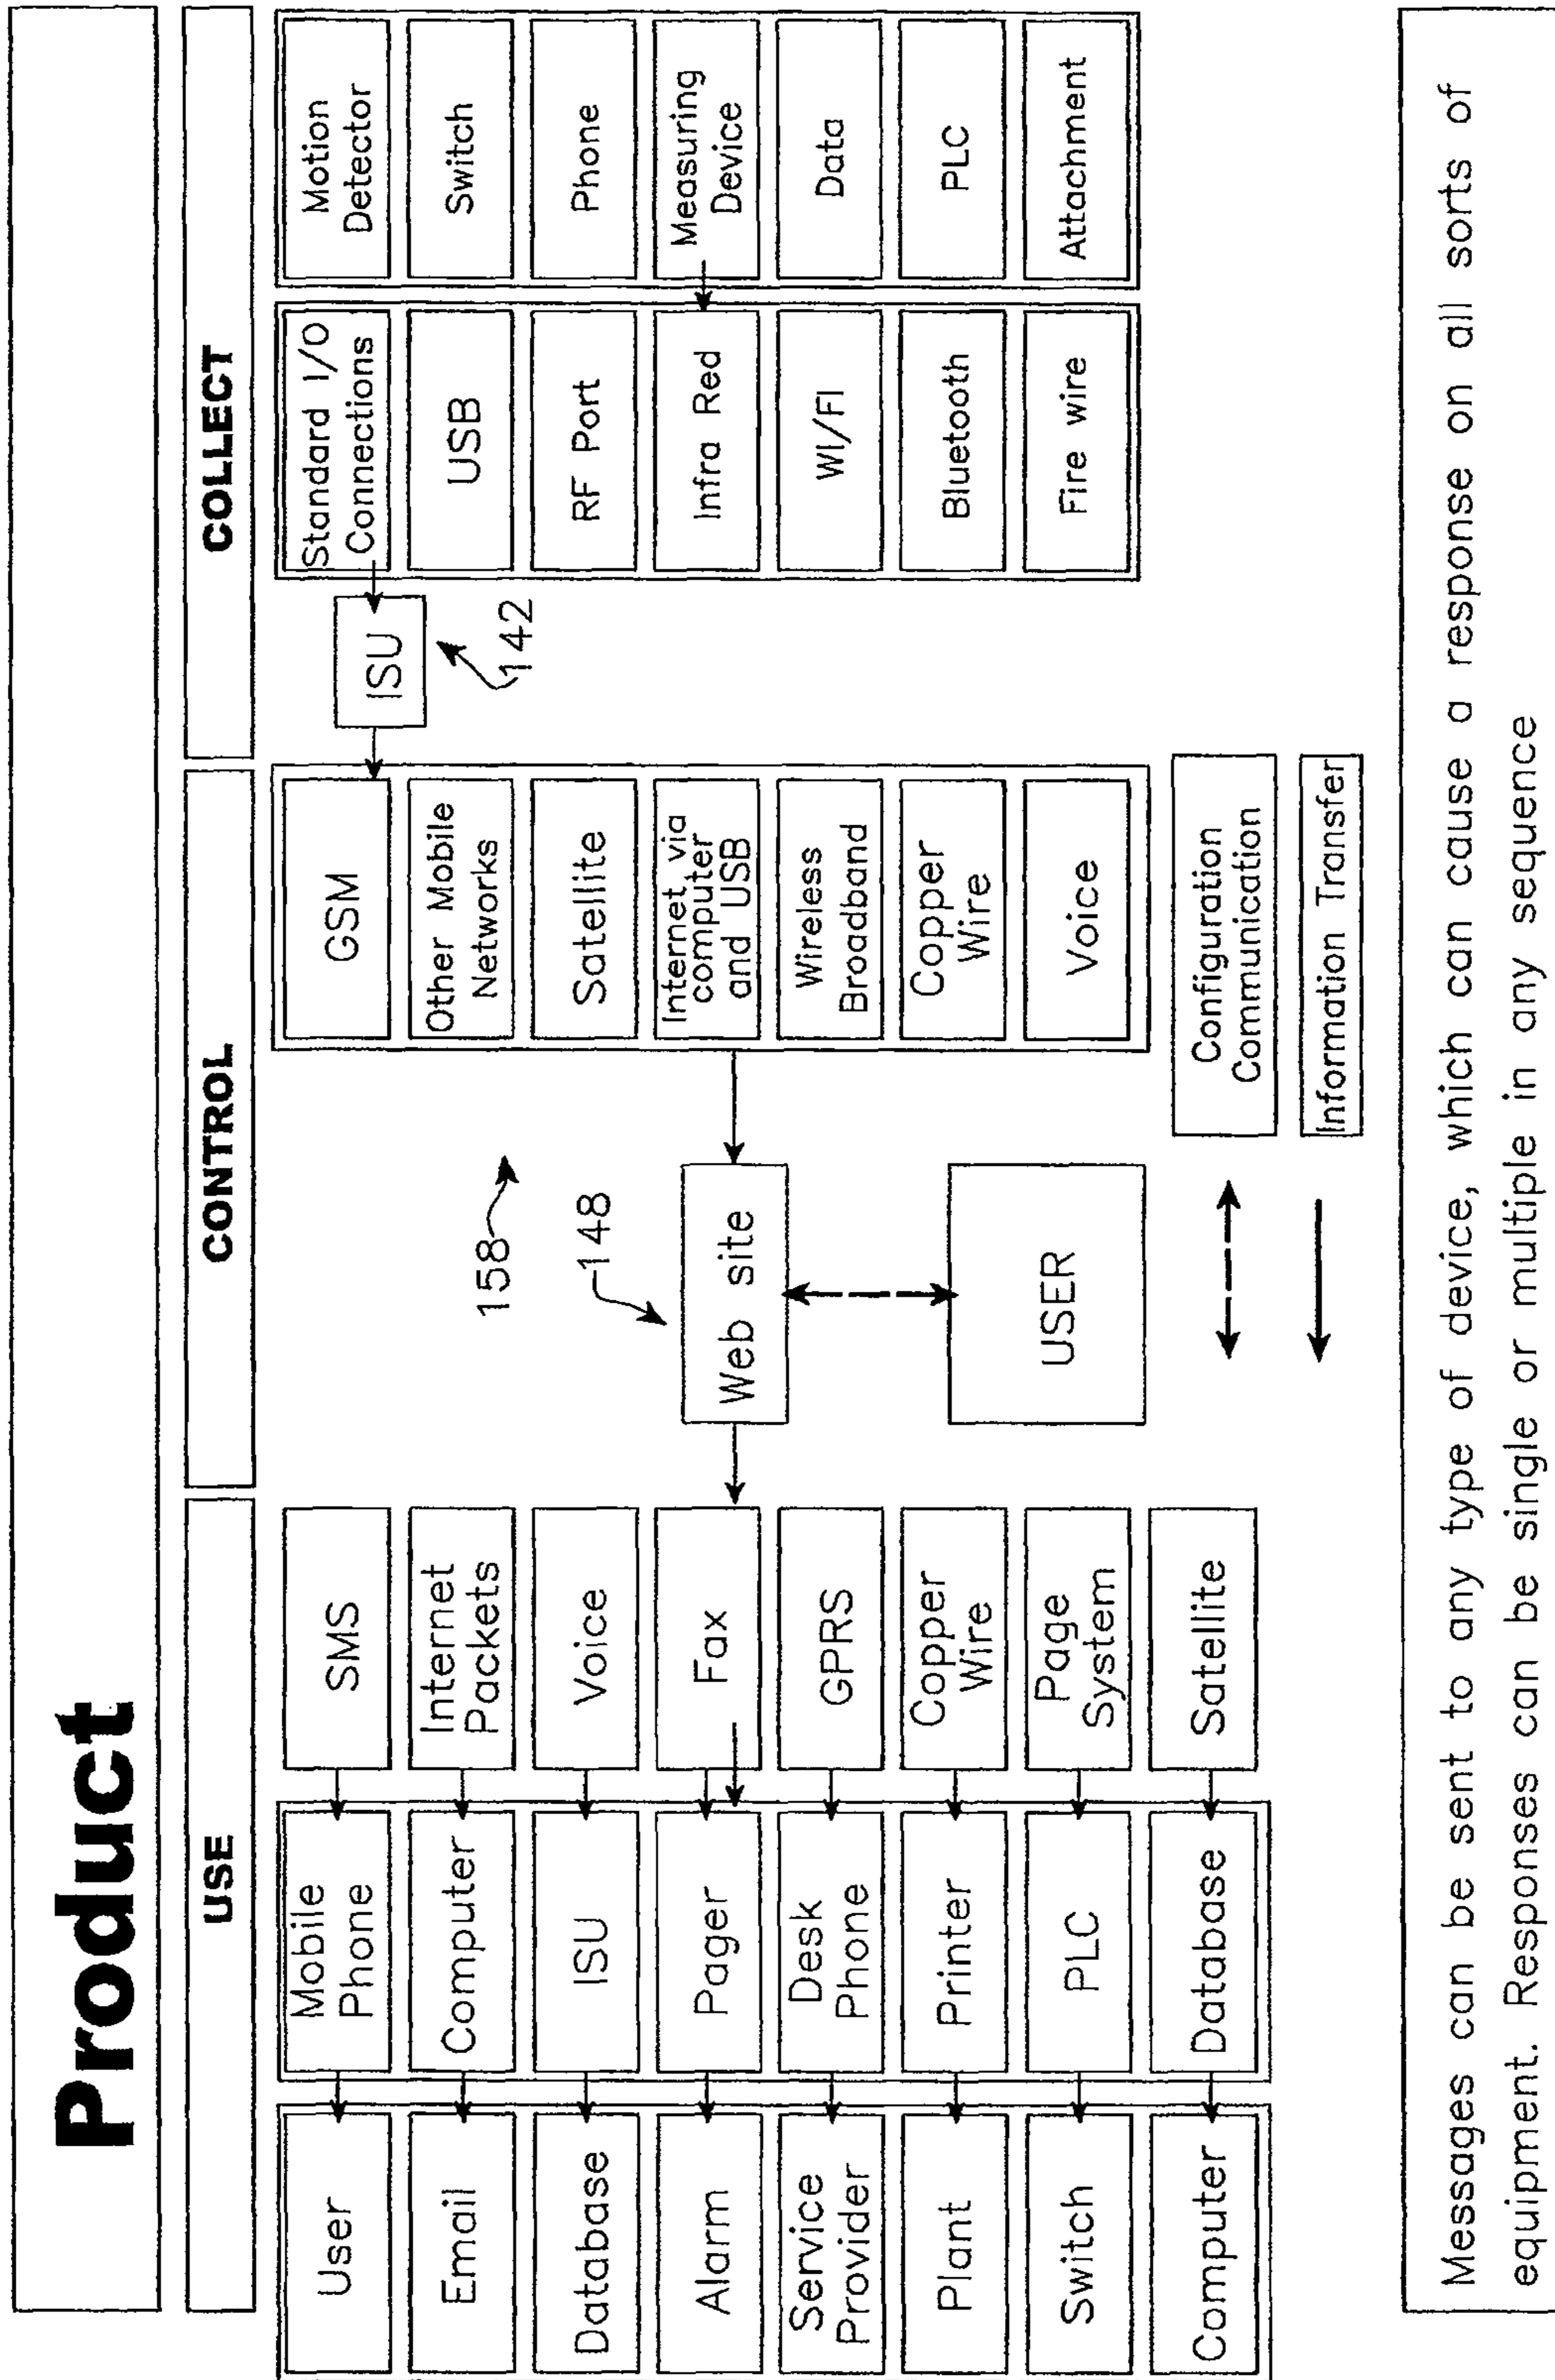 Product
USE
CONTROL
COLLECT
User
Email
Database
Alarm
Service
Provider
Plant
Switch
Computer
Mobile
Phone
Computer
ISU
Pager
Desk
Phone
Printer
PLC
Database
SMS
Internet
Packets
Voice
Fax
GPRS
Copper
Wire
Page
System
Satellite
158
148
Web site
USER
GSM
Other Mobile
Networks
Satellite
Internet via
computer
and USB
Wireless
Broadband
Copper
Wire
Voice
Configuration
Communication
Information Transfer
ISU
142
Standard I/O
Connections
USB
RF Port
Infra Red
WI/FI
Bluetooth
Fire wire
Motion
Detector
Switch
Phone
Measuring
Device
Data
PLC
Attachment
Messages can be sent to any type of device, which can cause a response on all sorts of
equipment. Responses can be single or multiple in any sequence